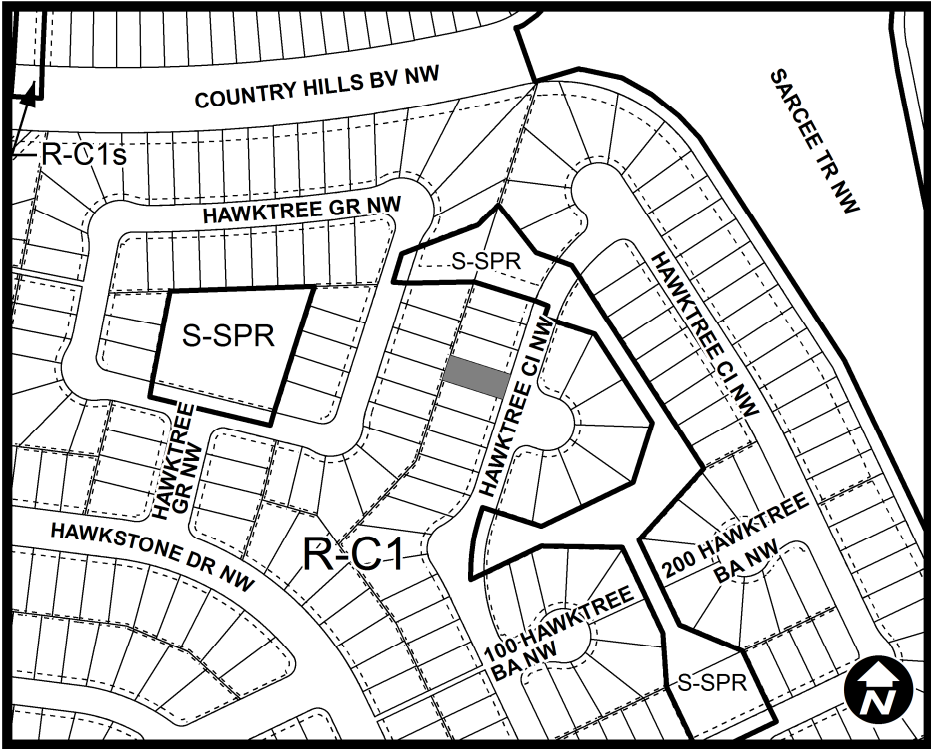 COUNTRY HILLS BV NW
SARCEE TR NW
R-C1s
HAWKTREE GR NW
S-SPR
HAWKTREE CI NW
S-SPR
HAWKTREE CI NW
HAWKTREE
GR NW
HAWKSTONE DR NW
R-C1
200 HAWKTREE
BA NW
100 HAWKTREE
BA NW
S-SPR
N